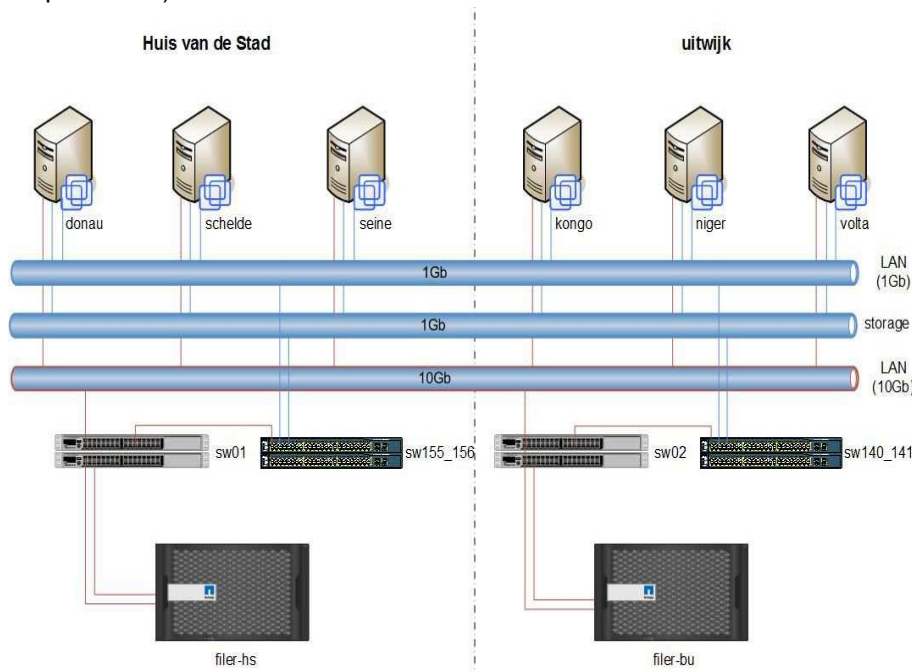 Huis van de Stad
uitwijk
donau
schelde
seine
kongo
niger
volta
1Gb
LAN
(1Gb)
1Gb
storage
10Gb
LAN
(10Gb)
sw01
sw155_156
sw02
sw140_141
filer-hs
filer-bu